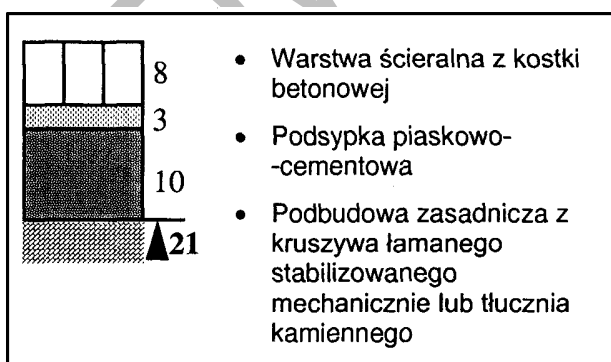 8
3
10
21
• Warstwa ścieralna z kostki
betonowej
• Podsypka piaskowo-
-cementowa
• Podbudowa zasadnicza z
kruszywa łamanego
stabilizowanego
mechanicznie lub tłucznia
kamiennego